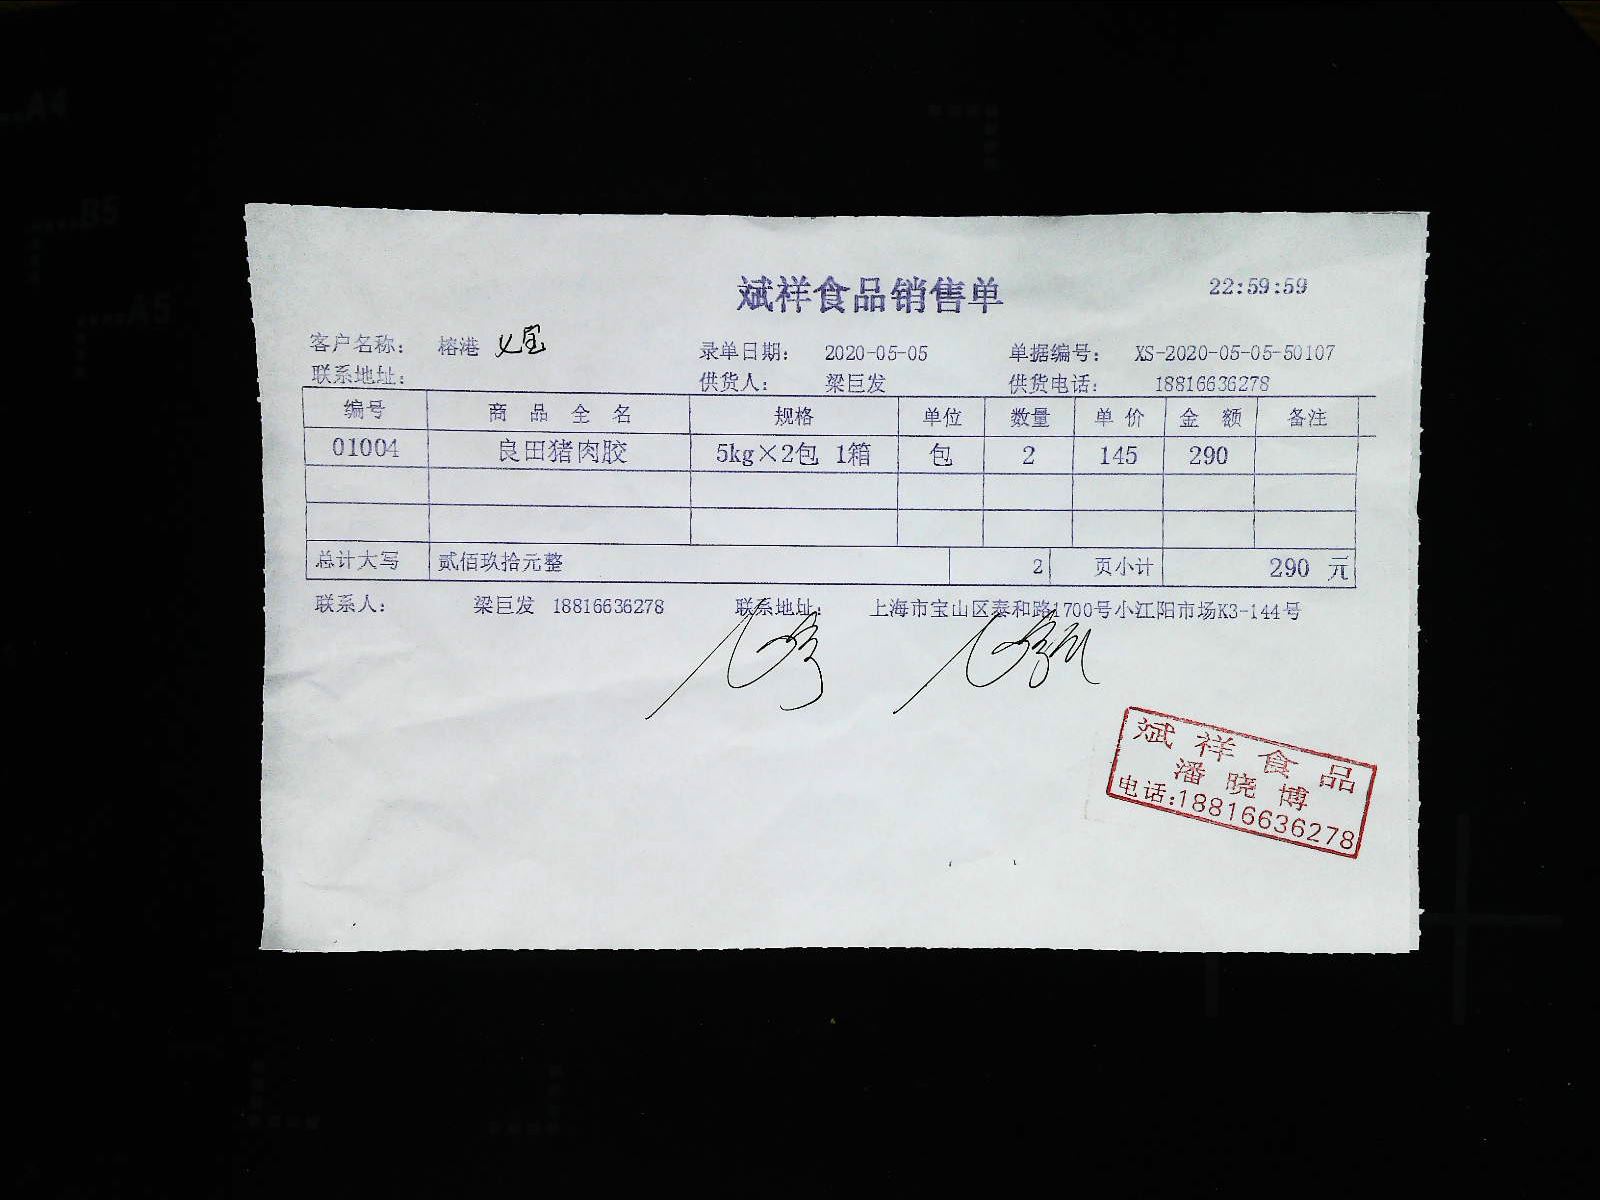 斌祥食品销售单 22:59:59
客户名称: 榕港 义宝 录单日期: 2020-05-05 单据编号: XS-2020-05-05-50107
联系地址: 供货人: 梁巨发 供货电话: 18816636278
编号 商品全名 规格 单位 数量 单价 金额 备注
01004 良田猪肉胶 5kg×2包 1箱 包 2 145 290
总计大写 贰佰玖拾元整 2 页小计 290 元
联系人: 梁巨发 18816636278 联系地址: 上海市宝山区泰和路1700号小江阳市场K3-144号
斌祥食品
潘晓博
电话:18816636278
A4
B5
A5